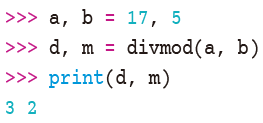 >>> a, b = 17, 5
>>> d, m = divmod(a, b)
>>> print(d, m)
3 2